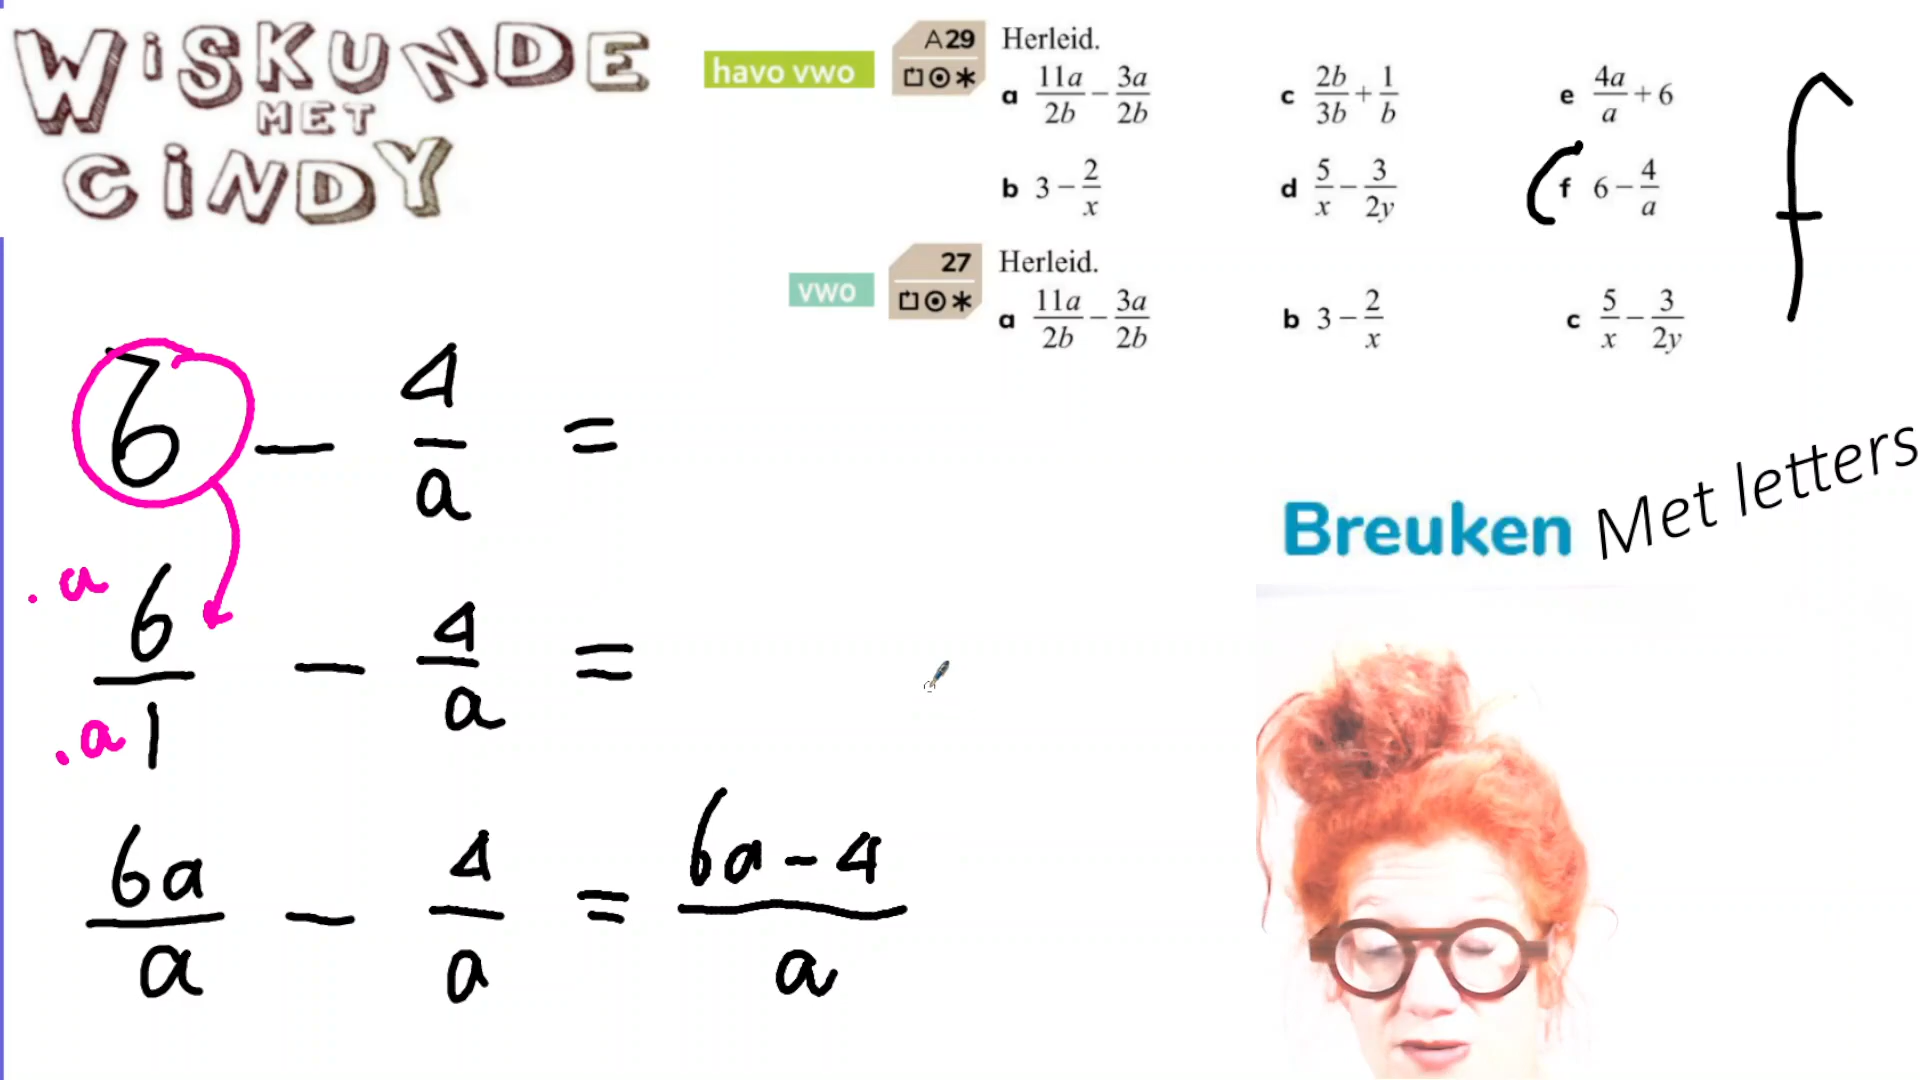 WiSKUNDE
MET
CiNDY
havo vwo
A29
Herleid.
a 11a/2b − 3a/2b
c 2b/3b + 1/b
e 4a/a + 6
b 3 − 2/x
d 5/x − 3/2y
f 6 − 4/a
f
vwo
27
Herleid.
a 11a/2b − 3a/2b
b 3 − 2/x
c 5/x − 3/2y
6 − 4/a =
.a 6/1 .a − 4/a =
6a/a − 4/a = 6a − 4/a
Breuken Met letters